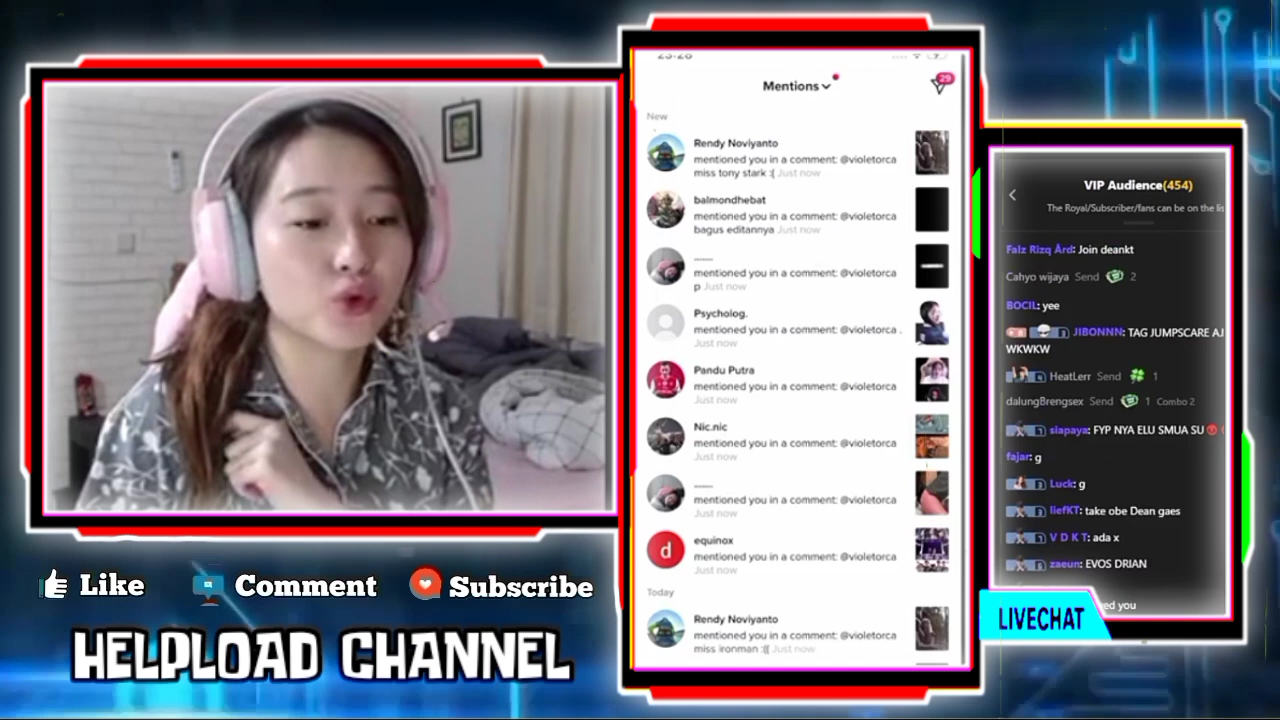 Like
Comment
Subscribe
HELPLOAD CHANNEL
23:28
Mentions
29
New
Rendy Noviyanto
mentioned you in a comment: @violetorca
miss tony stark :( Just now
balmondhebat
mentioned you in a comment: @violetorca
bagus editannya Just now
mentioned you in a comment: @violetorca
p Just now
Psycholog.
mentioned you in a comment: @violetorca .
Just now
Pandu Putra
mentioned you in a comment: @violetorca
Just now
Nic.nic
mentioned you in a comment: @violetorca
Just now
mentioned you in a comment: @violetorca
Just now
equinox
d
mentioned you in a comment: @violetorca
Just now
Today
Rendy Noviyanto
mentioned you in a comment: @violetorca
miss ironman :(( Just now
VIP Audience(454)
The Royal/Subscriber/fans can be on the lis
Falz Rizq Ård: Join deankt
Cahyo wijaya Send 2
BOCIL: yee
JIBONNN: TAG JUMPSCARE AJ
WKWKW
HeatLerr Send 1
dalungBrengsex Send 1 Combo 2
siapaya: FYP NYA ELU SMUA SU
fajar: g
Luck: g
liefKT: take obe Dean gaes
V D K T: ada x
zaeun: EVOS DRIAN
ed you
LIVECHAT